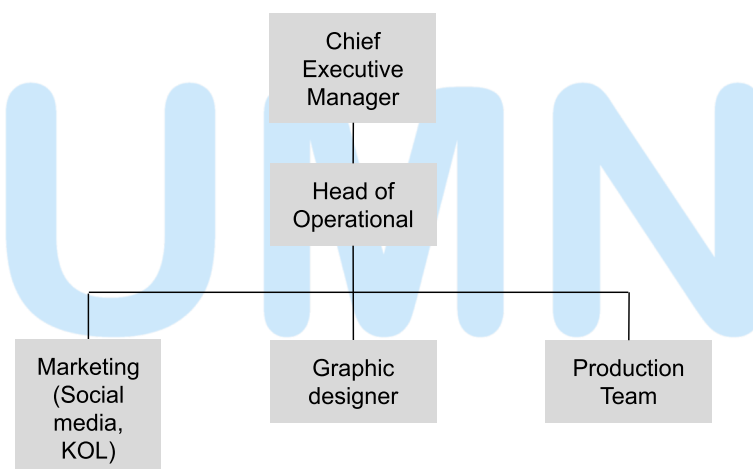 UMN
Chief
Executive
Manager
Head of
Operational
Marketing
(Social
media,
KOL)
Graphic
designer
Production
Team